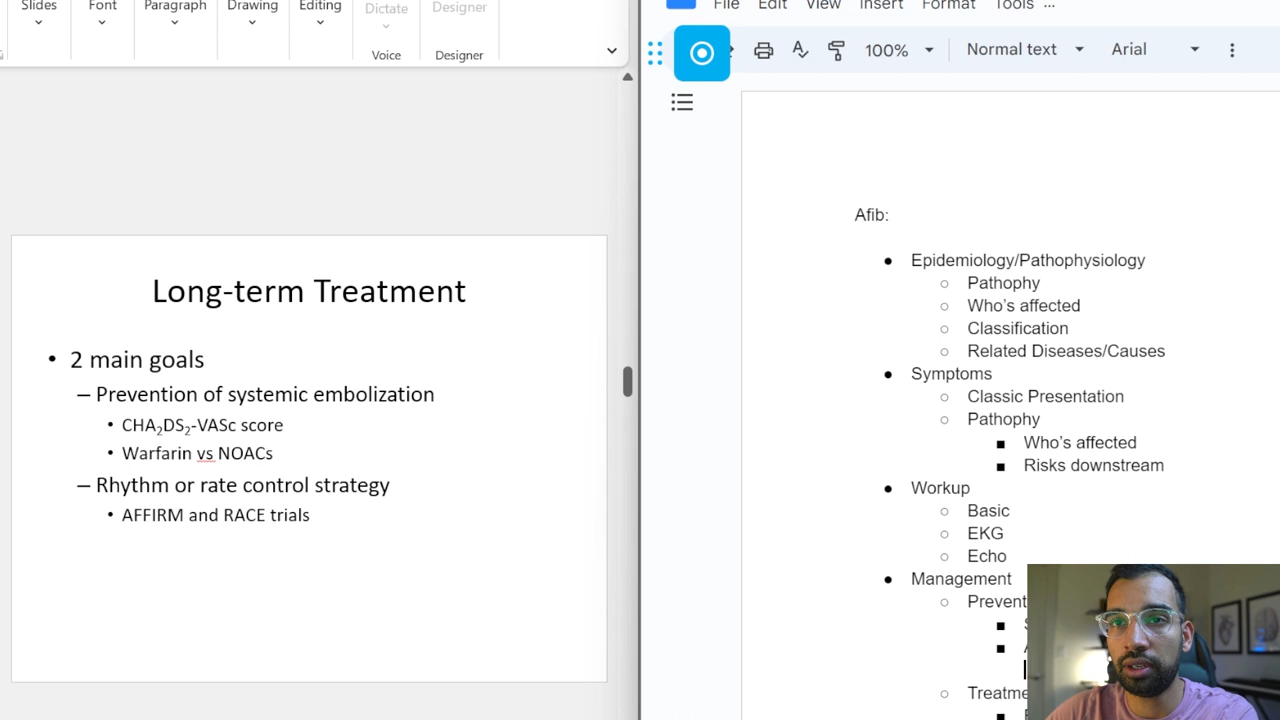 Slides
Font
Paragraph
Drawing
Editing
Dictate
Designer
Voice
Designer
Long-term Treatment
• 2 main goals
– Prevention of systemic embolization
• CHA2DS2-VASc score
• Warfarin vs NOACs
– Rhythm or rate control strategy
• AFFIRM and RACE trials
File Edit View Insert Format Tools ...
100% Normal text Arial
Afib:
● Epidemiology/Pathophysiology
○ Pathophy
○ Who's affected
○ Classification
○ Related Diseases/Causes
● Symptoms
○ Classic Presentation
○ Pathophy
■ Who's affected
■ Risks downstream
● Workup
○ Basic
○ EKG
○ Echo
● Management
○ Prevent
○ Treatme